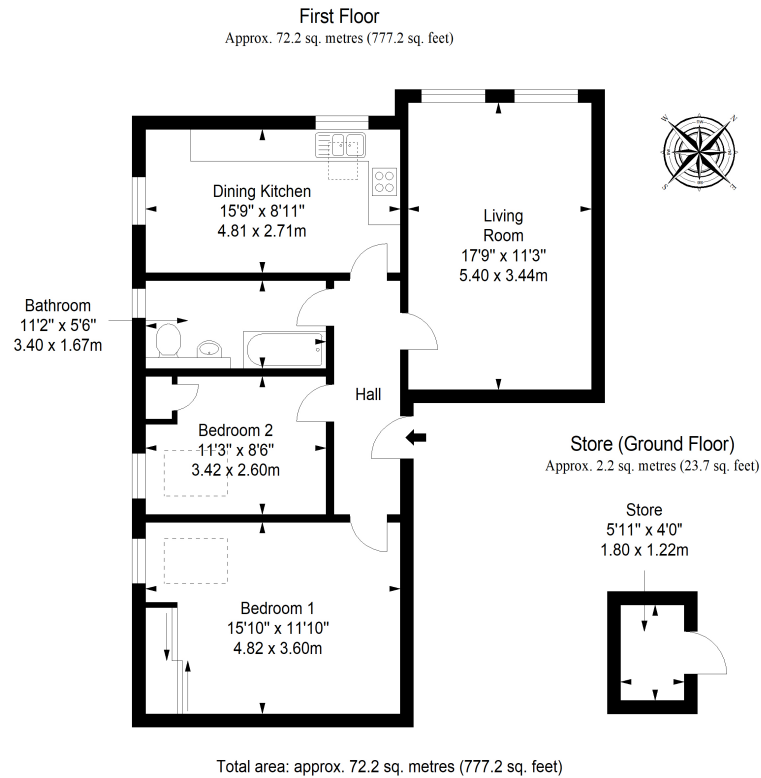 First Floor
Approx. 72.2 sq. metres (777.2 sq. feet)
W
N
S
E
Dining Kitchen
15'9" x 8'11"
4.81 x 2.71m
Living
Room
17'9" x 11'3"
5.40 x 3.44m
Bathroom
11'2" x 5'6"
3.40 x 1.67m
Hall
Bedroom 2
11'3" x 8'6"
3.42 x 2.60m
Store (Ground Floor)
Approx. 2.2 sq. metres (23.7 sq. feet)
Store
5'11" x 4'0"
1.80 x 1.22m
Bedroom 1
15'10" x 11'10"
4.82 x 3.60m
Total area: approx. 72.2 sq. metres (777.2 sq. feet)